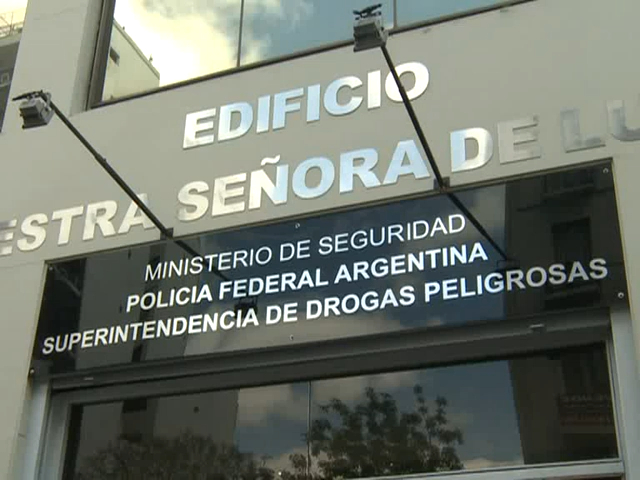 EDIFICIO
ESTRA SEÑORA DE LU
MINISTERIO DE SEGURIDAD
POLICIA FEDERAL ARGENTINA
SUPERINTENDENCIA DE DROGAS PELIGROSAS